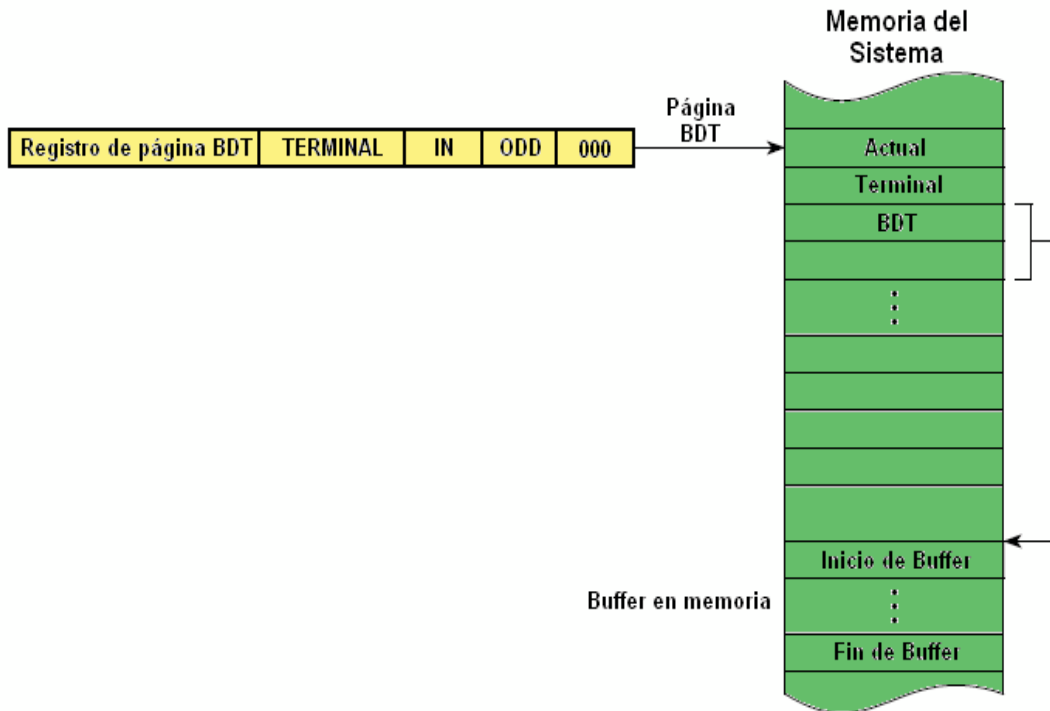 Memoria del
Sistema
Página
BDT
Registro de página BDT TERMINAL IN ODD 000
Actual
Terminal
BDT
Inicio de Buffer
Buffer en memoria
Fin de Buffer